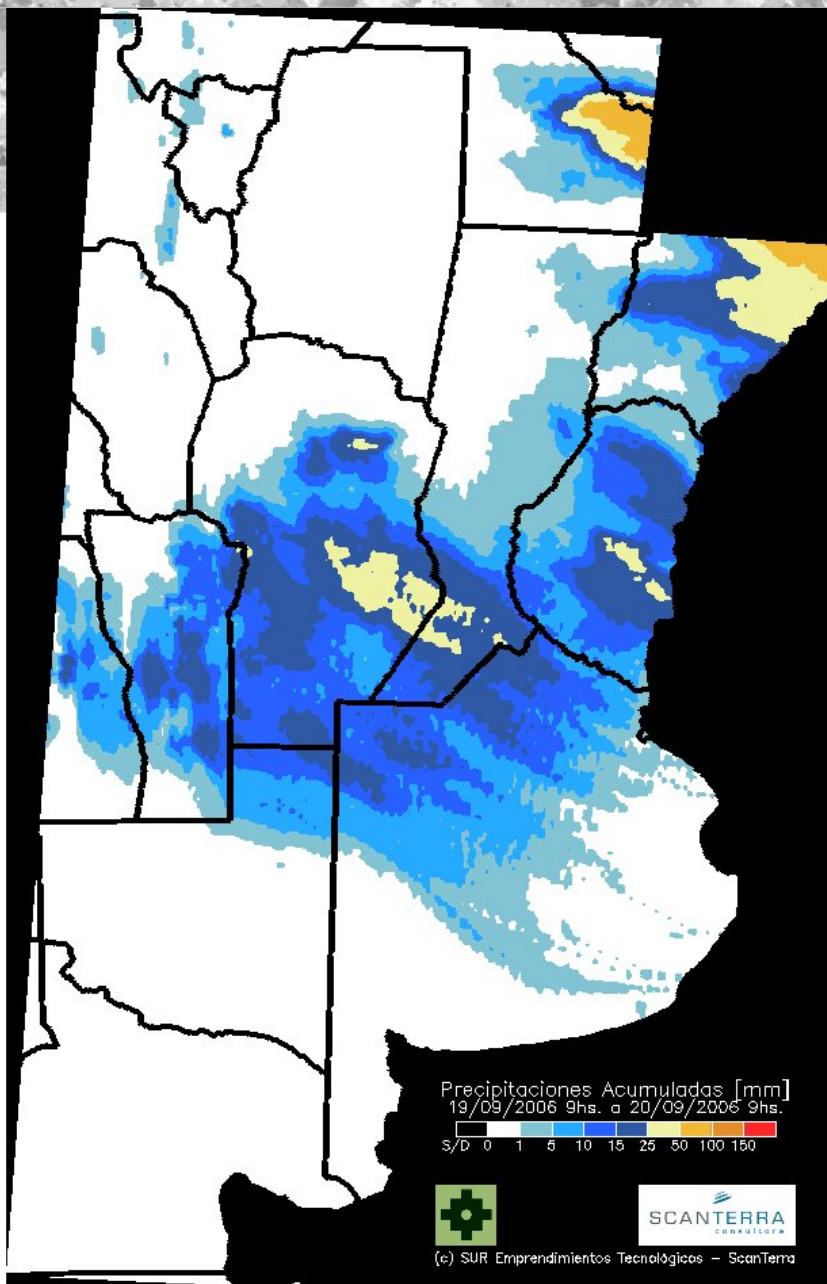 Precipitaciones Acumuladas [mm]
19/09/2006 9hs. a 20/09/2006 9hs.
S/D 0 1 5 10 15 25 50 100 150
SCANTERRA
consultora
(c) SUR Emprendimientos Tecnológicos - ScanTerra